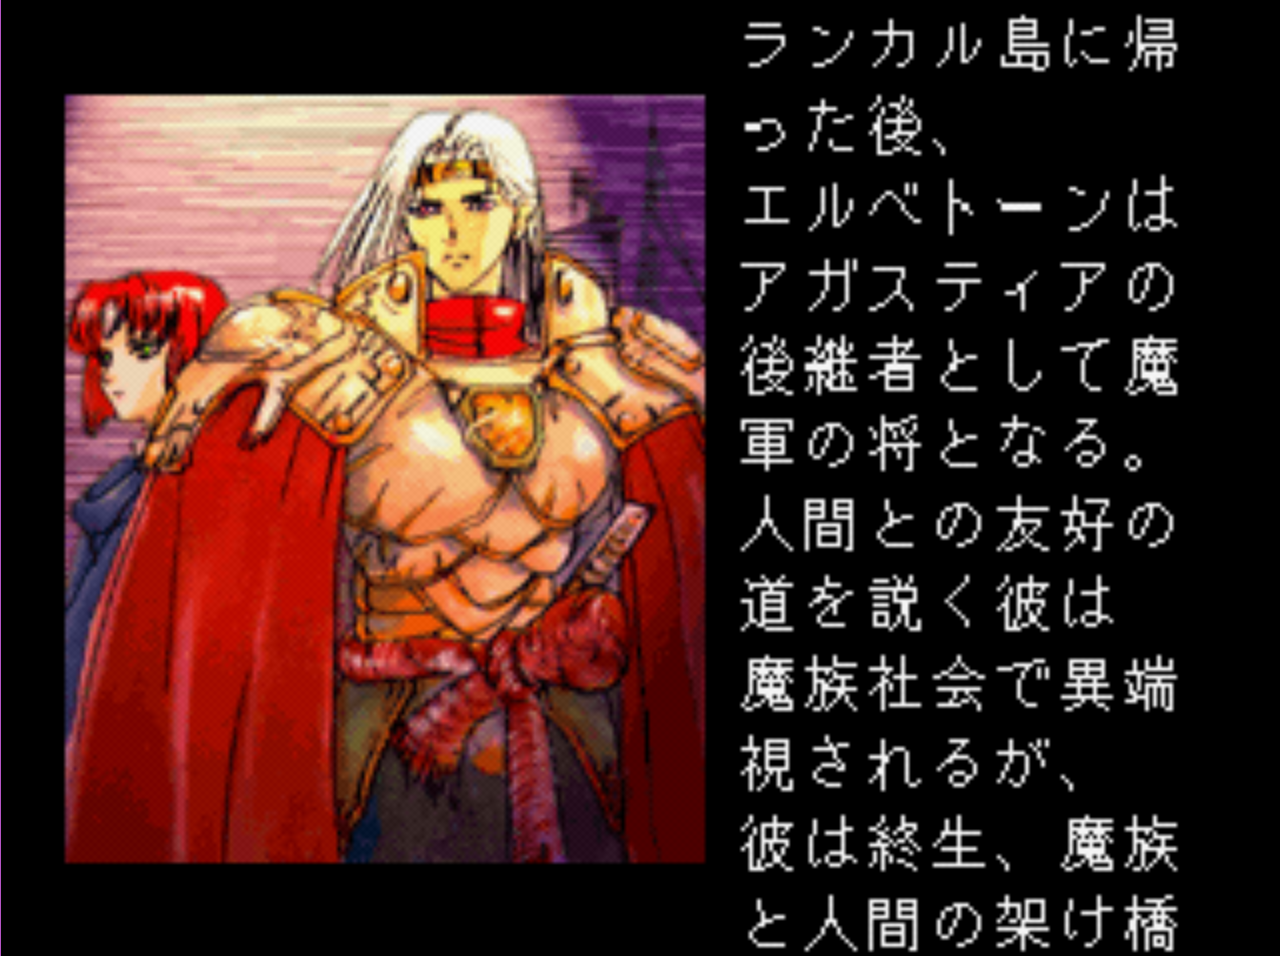 ランカル島に帰
った後、
エルベトーンは
アガスティアの
後継者として魔
軍の将となる。
人間との友好の
道を説く彼は
魔族社会で異端
視されるが、
彼は終生、魔族
と人間の架け橋